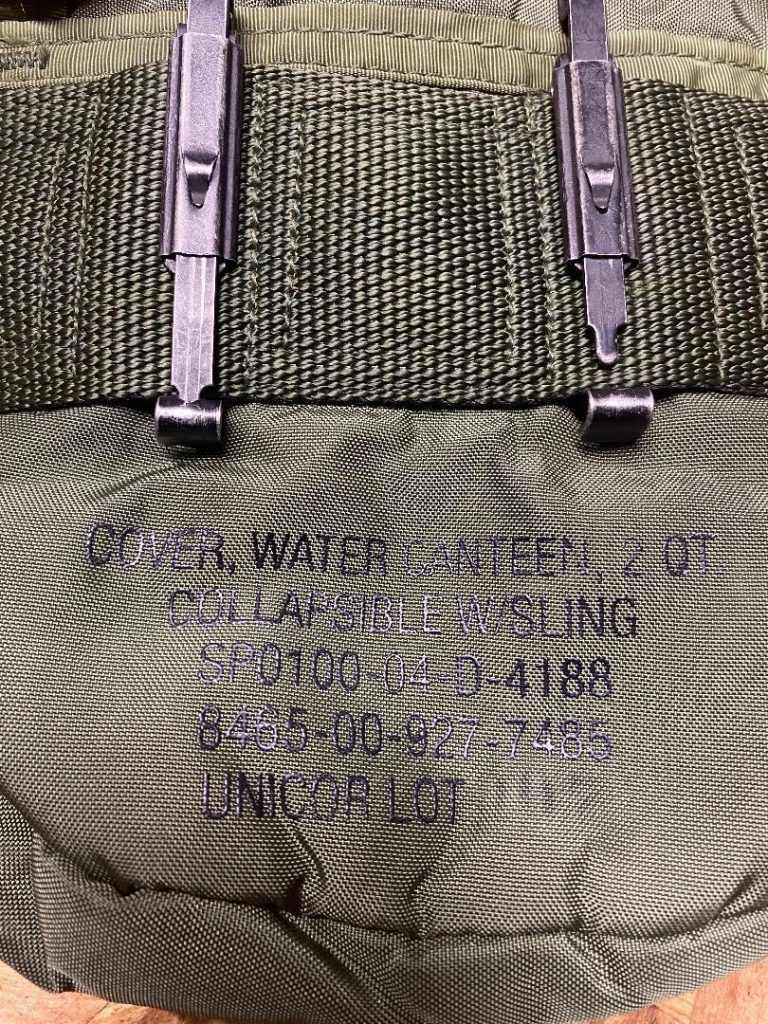 COVER, WATER CANTEEN, 2 QT.
COLLAPSIBLE W/SLING
SP0100-04-D-4188
8465-00-927-7485
UNICOR LOT